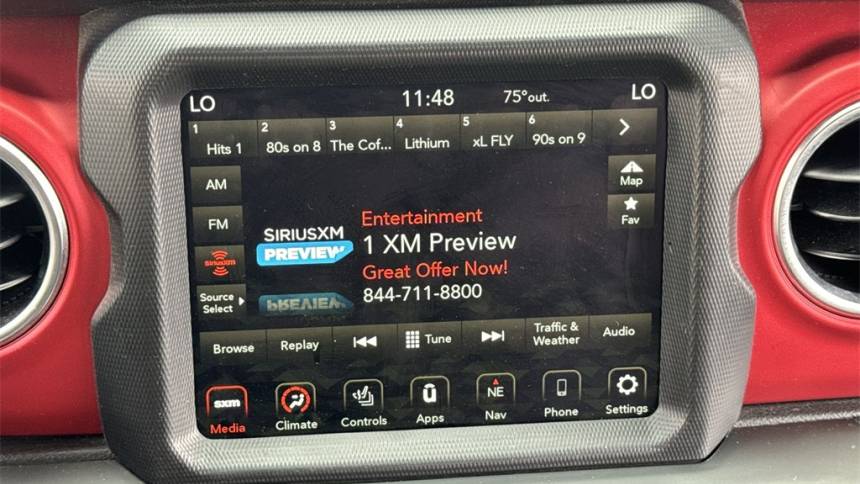 LO 11:48 75°out. LO
1 Hits 1 2 80s on 8 3 The Cof... 4 Lithium 5 xL FLY 6 90s on 9
AM
Map
FM
Fav
SIRIUSXM
PREVIEW
Entertainment
1 XM Preview
Great Offer Now!
844-711-8800
siriusxm
Source
Select
Browse Replay Tune Traffic &
Weather Audio
sxm NE
Media Climate Controls Apps Nav Phone Settings